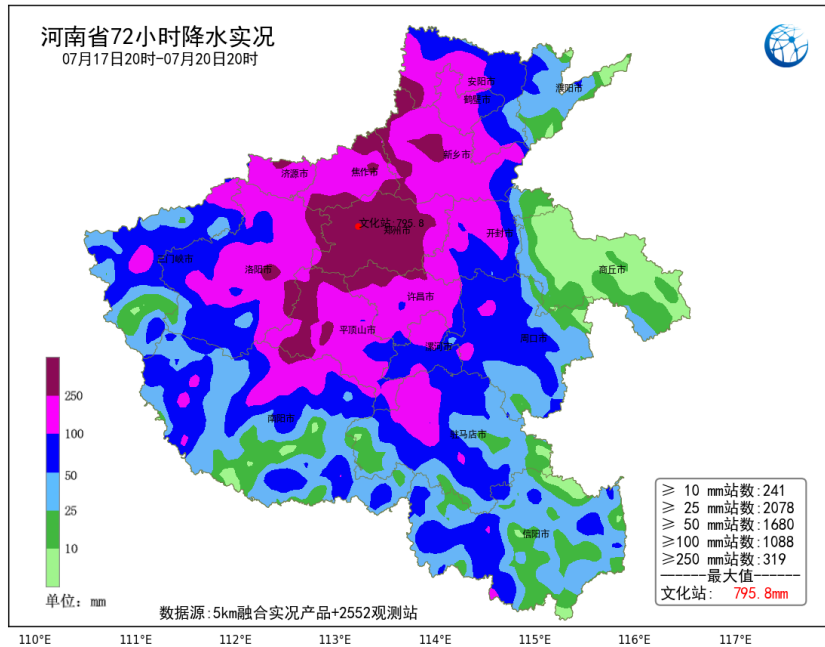 河南省72小时降水实况
07月17日20时-07月20日20时
安阳市
鹤壁市
濮阳市
新乡市
济源市
焦作市
文化站:795.8
郑州市
开封市
三门峡市
洛阳市
商丘市
许昌市
平顶山市
漯河市
周口市
南阳市
驻马店市
信阳市
250
100
50
25
10
单位: mm
≥ 10 mm站数:241
≥ 25 mm站数:2078
≥ 50 mm站数:1680
≥100 mm站数:1088
≥250 mm站数:319
------最大值------
文化站: 795.8mm
数据源:5km融合实况产品+2552观测站
110°E 111°E 112°E 113°E 114°E 115°E 116°E 117°E